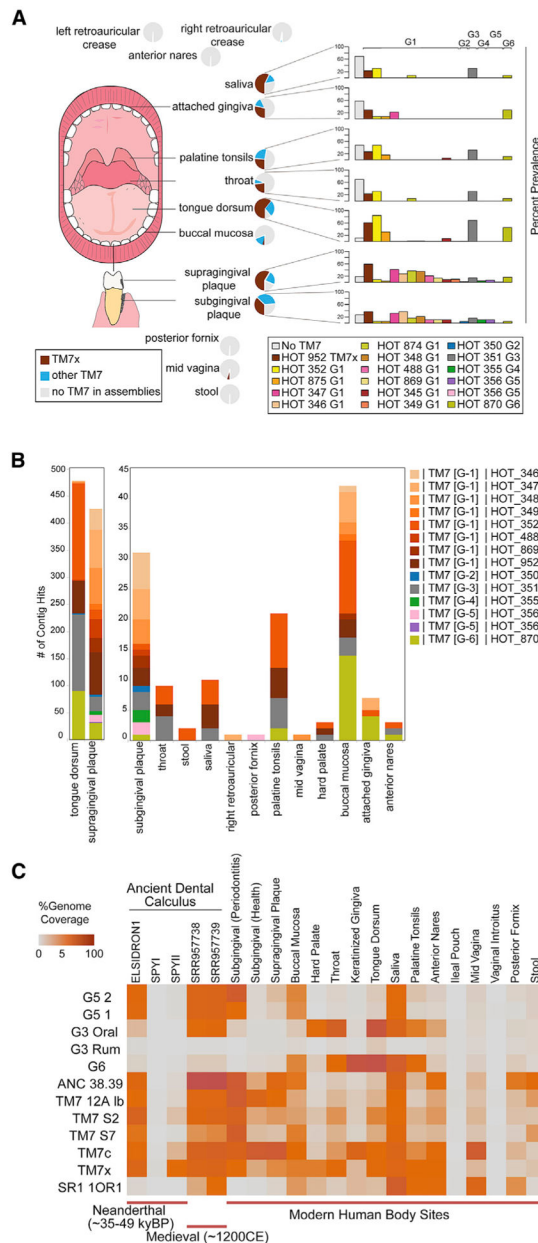 A
left retroauricular
crease
right retroauricular
crease
anterior nares
saliva
attached gingiva
palatine tonsils
throat
tongue dorsum
buccal mucosa
supragingival
plaque
subgingival
plaque
posterior fornix
mid vagina
stool
TM7x
other TM7
no TM7 in assemblies
G1
G2
G3
G4
G5
G6
100
80
60
40
20
Percent Prevalence
No TM7
HOT 952 TM7x
HOT 352 G1
HOT 875 G1
HOT 347 G1
HOT 346 G1
HOT 874 G1
HOT 348 G1
HOT 488 G1
HOT 869 G1
HOT 345 G1
HOT 349 G1
HOT 350 G2
HOT 351 G3
HOT 355 G4
HOT 356 G5
HOT 356 G5
HOT 870 G6
B
# of Contig Hits
500
450
400
350
300
250
200
150
100
50
0
45
40
35
30
25
20
15
10
5
0
tongue dorsum
supragingival plaque
subgingival plaque
throat
stool
saliva
right retroauricular
posterior fornix
palatine tonsils
mid vagina
hard palate
buccal mucosa
attached gingiva
anterior nares
| TM7 [G-1] | HOT_346
| TM7 [G-1] | HOT_347
| TM7 [G-1] | HOT_348
| TM7 [G-1] | HOT_349
| TM7 [G-1] | HOT_352
| TM7 [G-1] | HOT_488
| TM7 [G-1] | HOT_869
| TM7 [G-1] | HOT_952
| TM7 [G-2] | HOT_350
| TM7 [G-3] | HOT_351
| TM7 [G-4] | HOT_355
| TM7 [G-5] | HOT_356
| TM7 [G-5] | HOT_356
| TM7 [G-6] | HOT_870
C
%Genome
Coverage
0 5 10
Ancient Dental
Calculus
ELSIDRON1
SPYI
SPYII
SRR957738
SRR957739
Subgingival (Periodontitis)
Subgingival (Health)
Supragingival Plaque
Buccal Mucosa
Hard Palate
Throat
Keratinized Gingiva
Tongue Dorsum
Saliva
Palatine Tonsils
Anterior Nares
Ileal Pouch
Mid Vagina
Vaginal Introitus
Posterior Fornix
Stool
G5 2
G5 1
G3 Oral
G3 Rum
G6
ANC 38.39
TM7 12A lb
TM7 S2
TM7 S7
TM7c
TM7x
SR1 1OR1
Neanderthal
(~35-49 kyBP)
Medieval (~1200CE)
Modern Human Body Sites